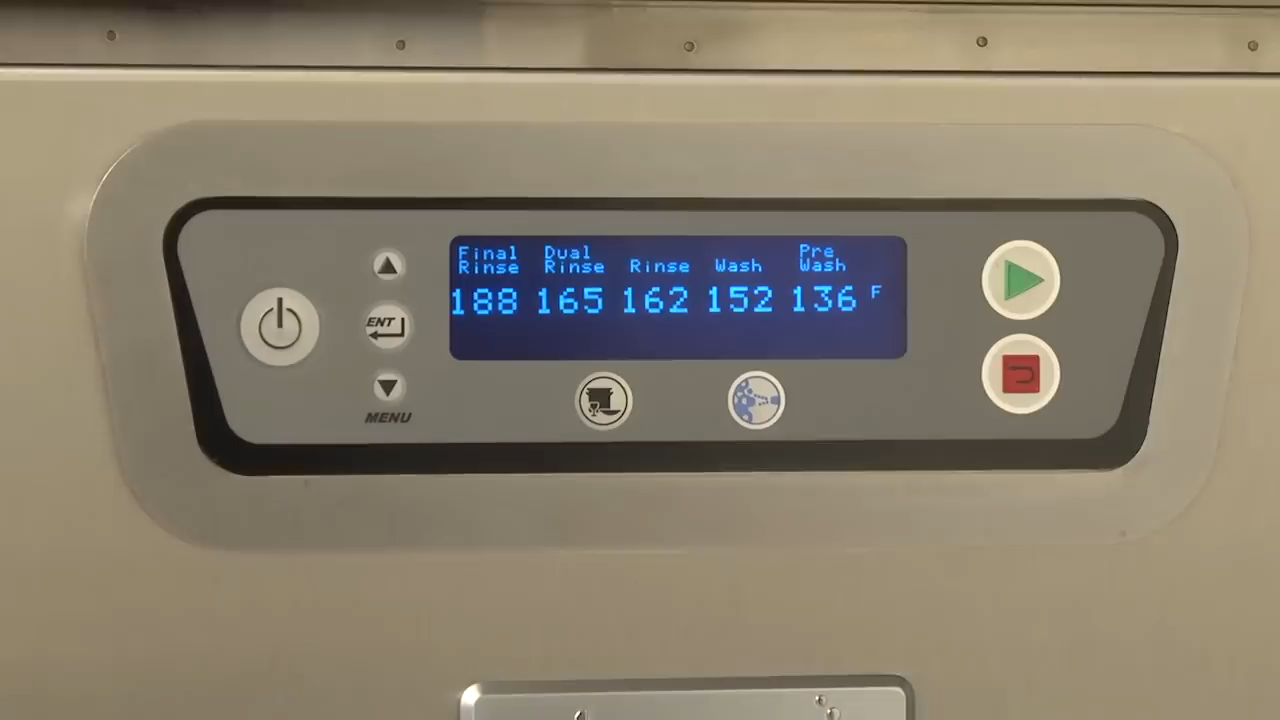 Final Rinse Dual Rinse Rinse Wash Pre Wash
188 165 162 152 136 F
ENT
MENU